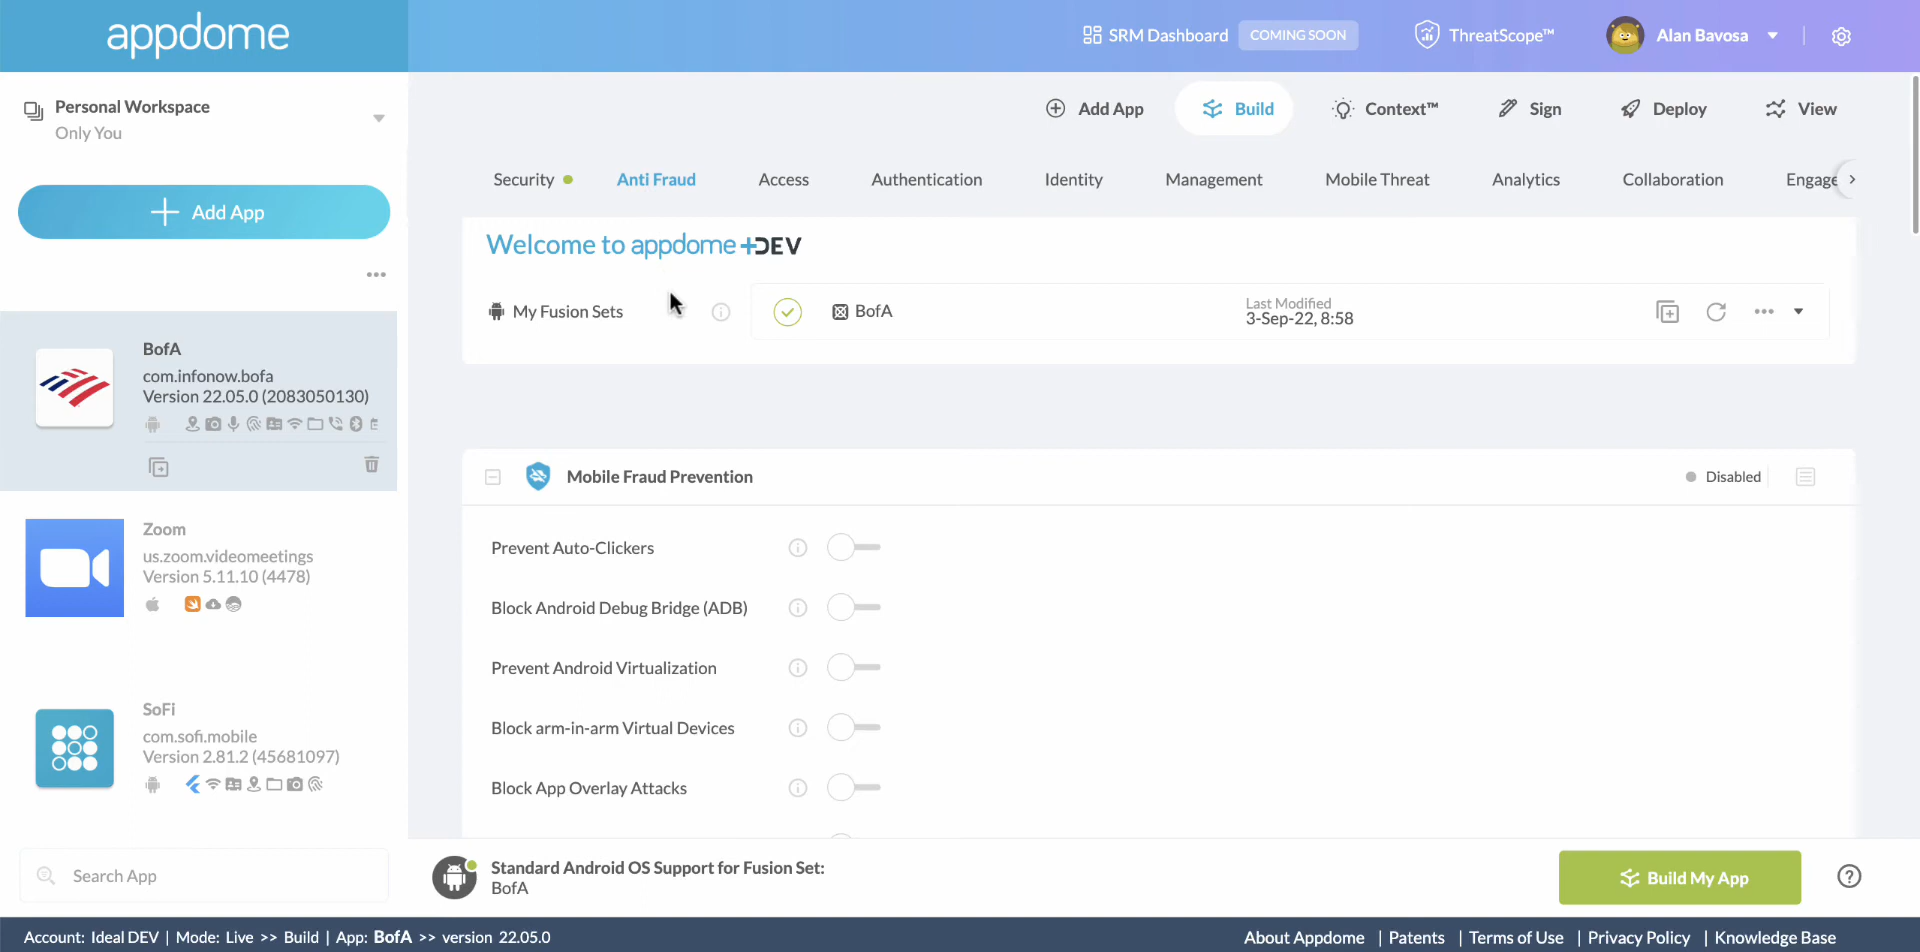 appdome
SRM Dashboard COMING SOON ThreatScope™ Alan Bavosa
Personal Workspace
Only You
Add App
BofA
com.infonow.bofa
Version 22.05.0 (2083050130)
Zoom
us.zoom.videomeetings
Version 5.11.10 (4478)
SoFi
com.sofi.mobile
Version 2.81.2 (45681097)
Search App
Add App Build Context™ Sign Deploy View
Security Anti Fraud Access Authentication Identity Management Mobile Threat Analytics Collaboration Engage
Welcome to appdome+DEV
My Fusion Sets BofA Last Modified
3-Sep-22, 8:58
Mobile Fraud Prevention Disabled
Prevent Auto-Clickers
Block Android Debug Bridge (ADB)
Prevent Android Virtualization
Block arm-in-arm Virtual Devices
Block App Overlay Attacks
Standard Android OS Support for Fusion Set:
BofA
Build My App
Account: Ideal DEV | Mode: Live >> Build | App: BofA >> version 22.05.0
About Appdome | Patents | Terms of Use | Privacy Policy | Knowledge Base